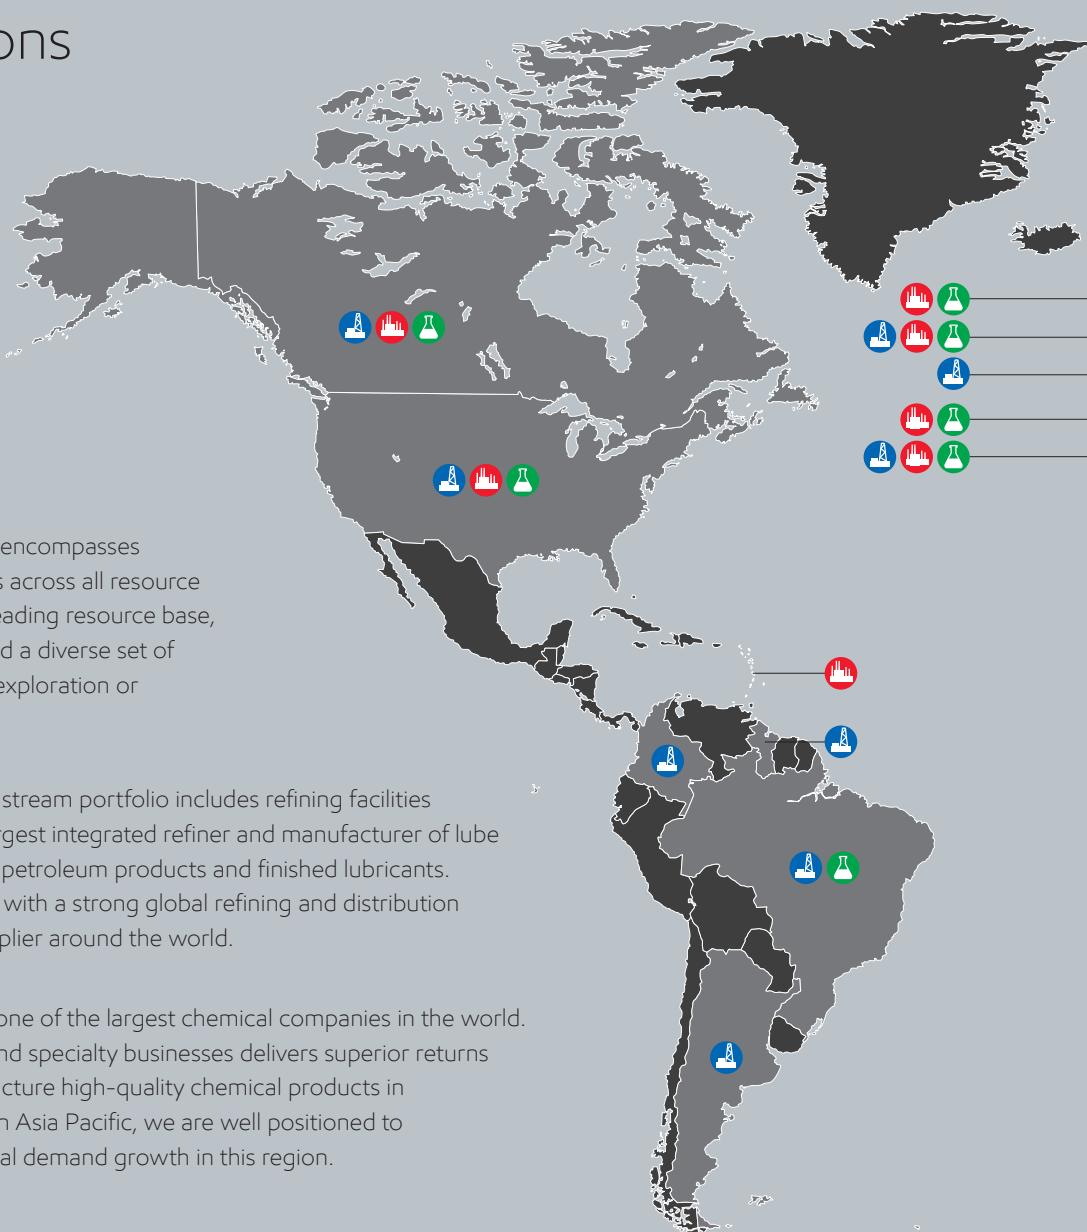 ons
encompasses
s across all resource
eading resource base,
d a diverse set of
exploration or
stream portfolio includes refining facilities
rgest integrated refiner and manufacturer of lube
petroleum products and finished lubricants.
with a strong global refining and distribution
plier around the world.
one of the largest chemical companies in the world.
nd specialty businesses delivers superior returns
cture high-quality chemical products in
n Asia Pacific, we are well positioned to
al demand growth in this region.